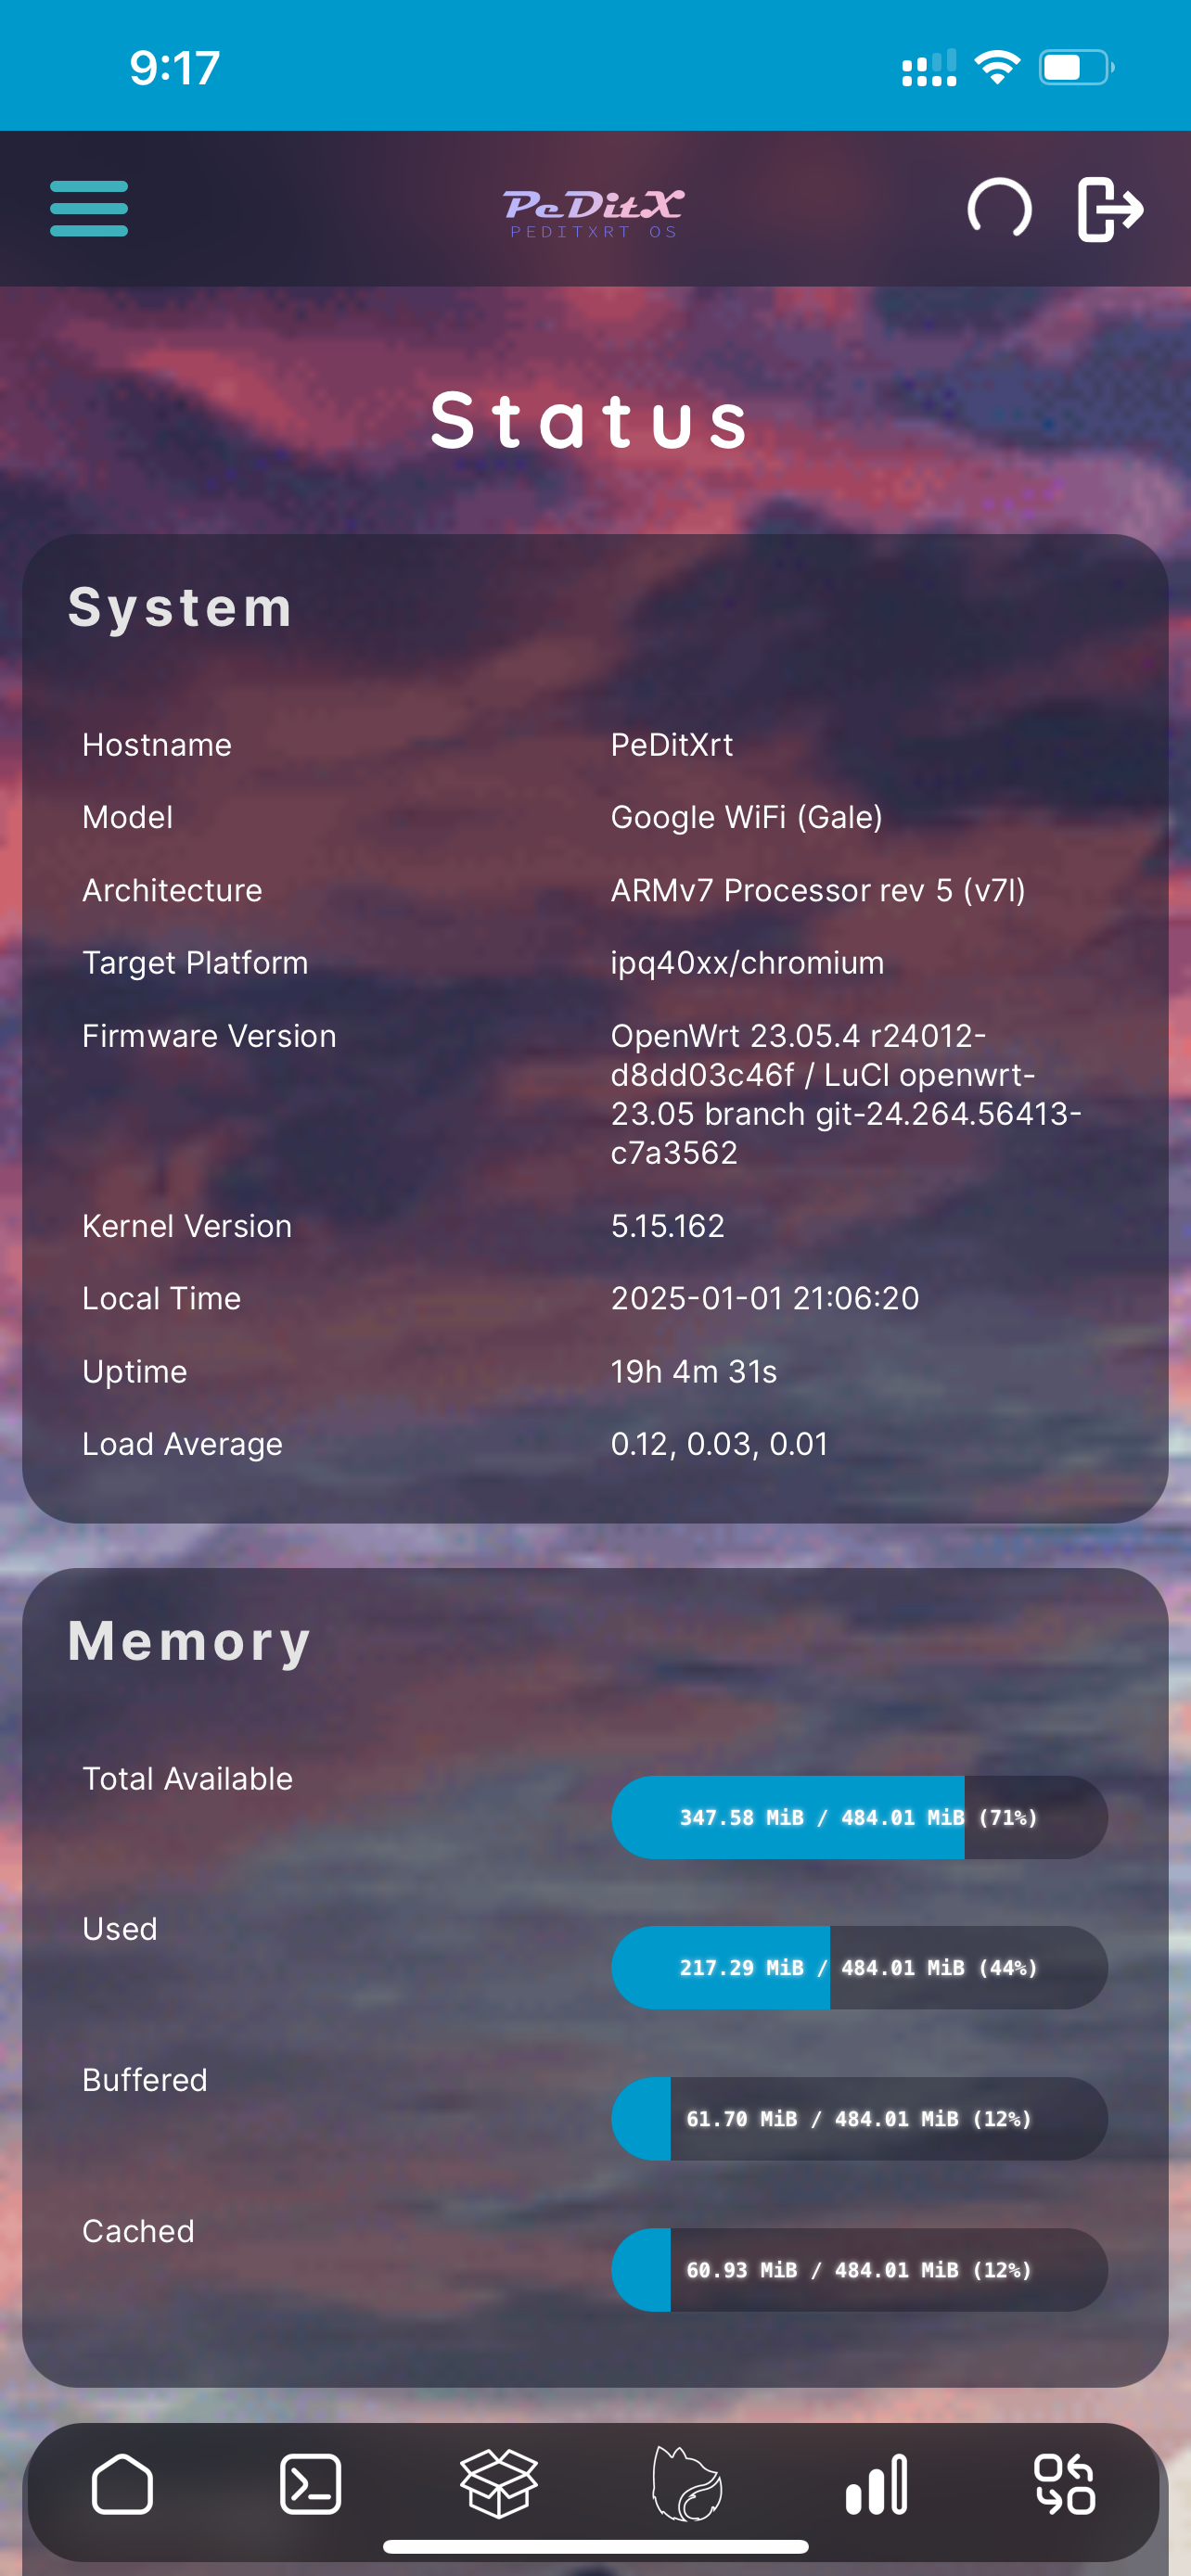 9:17
PeDitX
PEDITXRT OS
Status
System
Hostname PeDitXrt
Model Google WiFi (Gale)
Architecture ARMv7 Processor rev 5 (v7l)
Target Platform ipq40xx/chromium
Firmware Version OpenWrt 23.05.4 r24012-
d8dd03c46f / LuCI openwrt-
23.05 branch git-24.264.56413-
c7a3562
Kernel Version 5.15.162
Local Time 2025-01-01 21:06:20
Uptime 19h 4m 31s
Load Average 0.12, 0.03, 0.01
Memory
Total Available 347.58 MiB / 484.01 MiB (71%)
Used 217.29 MiB / 484.01 MiB (44%)
Buffered 61.70 MiB / 484.01 MiB (12%)
Cached 60.93 MiB / 484.01 MiB (12%)